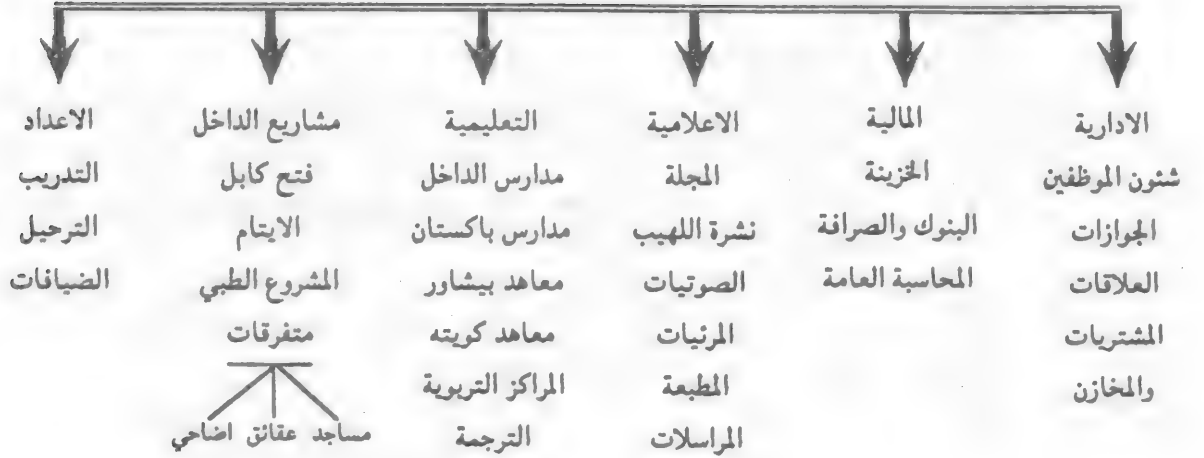 الادارية
شئون الموظفين
الجوازات
العلاقات
المشتريات
والمخازن
المالية
الخزينة
البنوك والصرافة
المحاسبة العامة
الاعلامية
المجلة
نشرة اللهيب
الصوتيات
المرئيات
المطبعة
المراسلات
التعليمية
مدارس الداخل
مدارس باكستان
معاهد بيشاور
معاهد كويته
المراكز التربوية
الترجمة
مشاريع الداخل
فتح كابل
الايتام
المشروع الطبي
متفرقات
مساجد عقائق اضاحي
الاعداد
التدريب
الترحيل
الضيافات